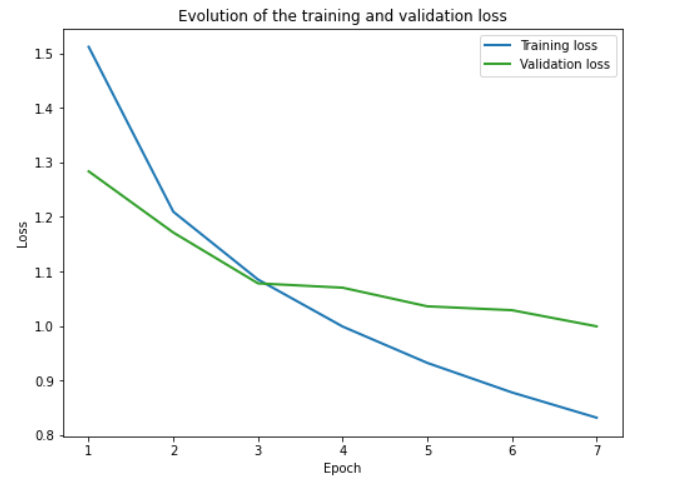 Evolution of the training and validation loss
Training loss
Validation loss
1.5
1.4
1.3
1.2
1.1
1.0
0.9
0.8
Loss
1 2 3 4 5 6 7
Epoch